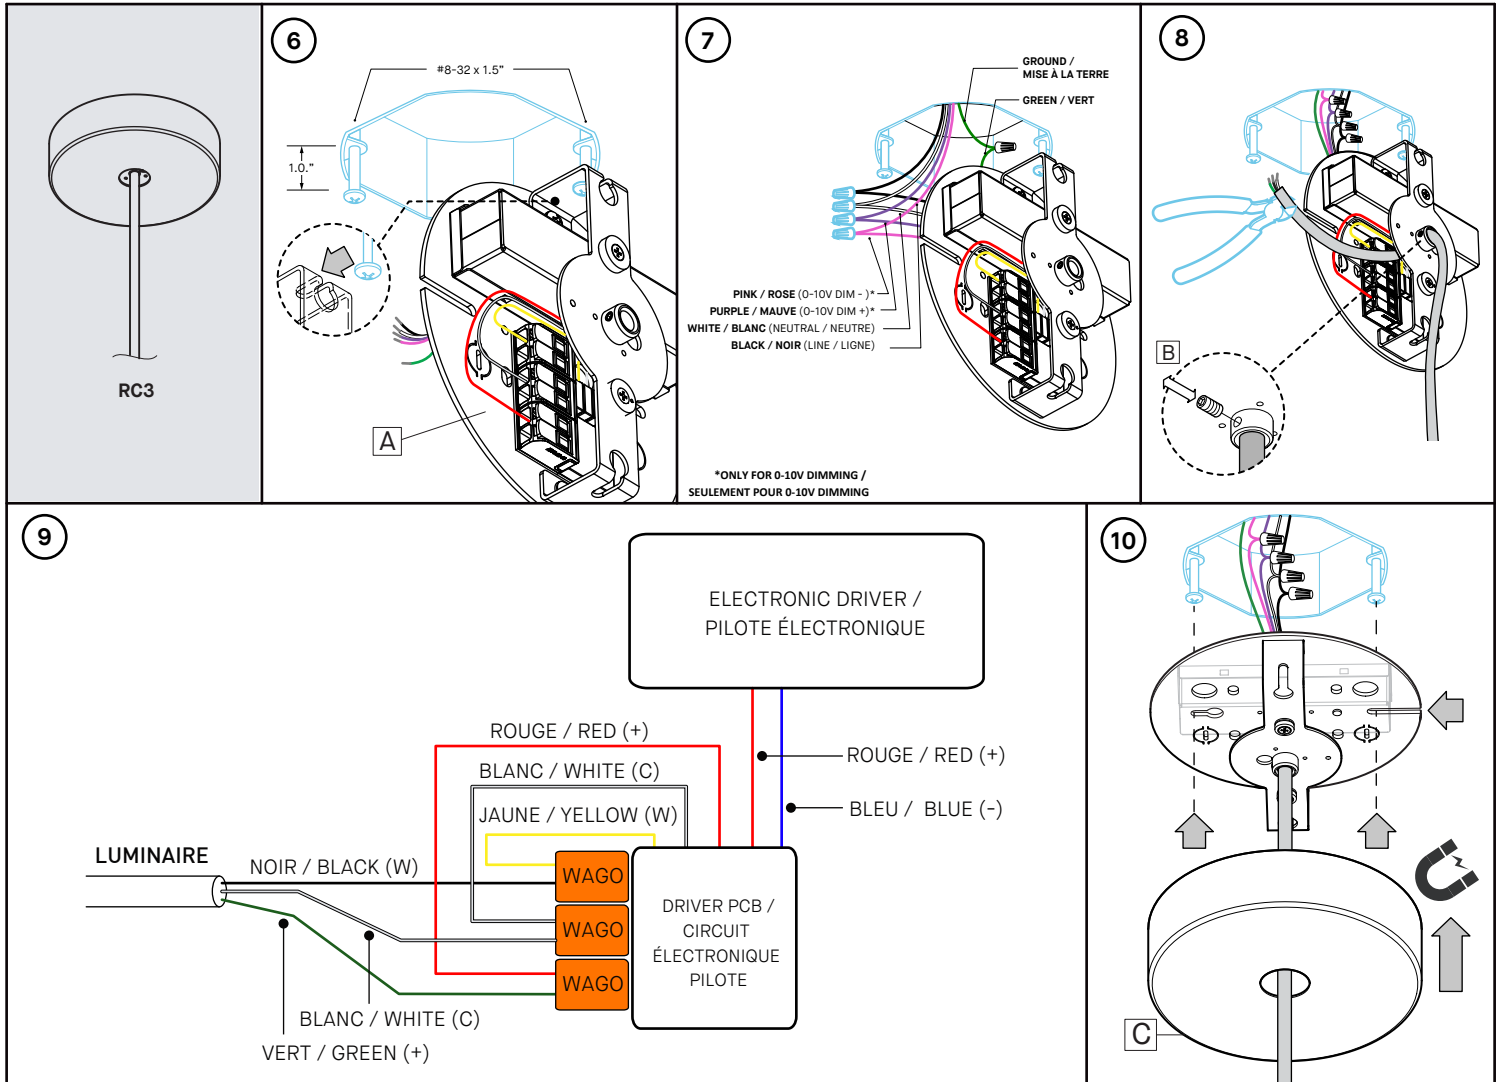 RC3
6
#8-32 x 1.5"
1.0."
A
7
GROUND /
MISE À LA TERRE
GREEN / VERT
PINK / ROSE (0-10V DIM - )*
PURPLE / MAUVE (0-10V DIM +)*
WHITE / BLANC (NEUTRAL / NEUTRE)
BLACK / NOIR (LINE / LIGNE)
*ONLY FOR 0-10V DIMMING /
SEULEMENT POUR 0-10V DIMMING
8
B
9
ELECTRONIC DRIVER /
PILOTE ÉLECTRONIQUE
ROUGE / RED (+)
BLANC / WHITE (C)
JAUNE / YELLOW (W)
ROUGE / RED (+)
BLEU / BLUE (-)
LUMINAIRE
NOIR / BLACK (W)
WAGO
WAGO
WAGO
DRIVER PCB /
CIRCUIT
ÉLECTRONIQUE
PILOTE
BLANC / WHITE (C)
VERT / GREEN (+)
10
C